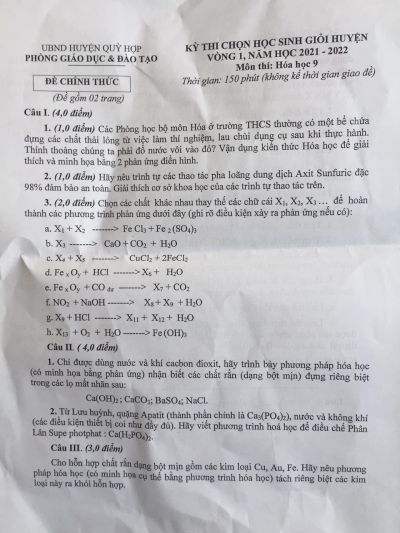 UBND HUYỆN QUỲ HỢP
PHÒNG GIÁO DỤC & ĐÀO TẠO
ĐỀ CHÍNH THỨC
(Đề gồm 02 trang)
KỲ THI CHỌN HỌC SINH GIỎI HUYỆN
VÒNG 1, NĂM HỌC 2021 - 2022
Môn thi: Hóa học 9
Thời gian: 150 phút (không kể thời gian giao đề)
Câu I. (4,0 điểm)
1. (1,0 điểm) Các Phòng học bộ môn Hóa ở trường THCS thường có một bể chứa
đựng các chất thải lỏng từ việc làm thí nghiệm, lau chùi dụng cụ sau khi thực hành.
Thỉnh thoảng chúng ta phải đổ nước vôi vào đó? Vận dụng kiến thức Hóa học để giải
thích và minh họa bằng 2 phản ứng điển hình.
2. (1,0 điểm) Hãy nêu trình tự các thao tác pha loãng dung dịch Axit Sunfuric đặc
98% đảm bảo an toàn. Giải thích cơ sở khoa học của các trình tự thao tác trên.
3. (2,0 điểm) Chọn các chất khác nhau thay thế các chữ cái X₁, X₂, X₃ ... để hoàn
thành các phương trình phản ứng dưới đây (ghi rõ điều kiện xảy ra phản ứng nếu có):
a. X₁ + X₂ -------> Fe Cl₃ + Fe₂(SO₄)₃
b. X₃ -------> CaO + CO₂ + H₂O
c. X₄ + X₅ -------> CuCl₂ + 2FeCl₂
d. Fe ₓOᵧ + HCl -------> X₆ + H₂O
e. Fe ₓOᵧ + CO dư -------> X₇ + CO₂
f. NO₂ + NaOH -------> X₈ + X₉ + H₂O
g. X₉ + HCl -------> X₁₁ + X₁₂ + H₂O
h. X₁₃ + O₂ + H₂O -------> Fe(OH)₃
Câu II. ( 4,0 điểm)
1. Chỉ được dùng nước và khí cacbon đioxit, hãy trình bày phương pháp hóa học
(có minh họa bằng phản ứng) nhận biết các chất rắn (dạng bột mịn) đựng riêng biệt
trong các lọ mất nhãn sau:
Ca(OH)₂ ; CaCO₃; BaSO₄; NaCl.
2. Từ Lưu huỳnh, quặng Apatit (thành phần chính là Ca₃(PO₄)₂), nước và không khí
(các điều kiện thiết bị coi như đầy đủ). Hãy viết phương trình hoá học để điều chế Phân
Lân Supe photphat : Ca(H₂PO₄)₂.
Câu III. (3,0 điểm)
Cho hỗn hợp chất rắn dạng bột mịn gồm các kim loại Cu, Au, Fe. Hãy nêu phương
pháp hóa học (có minh họa cụ thể bằng phương trình hóa học) tách riêng biệt các kim
loại này ra khỏi hỗn hợp.